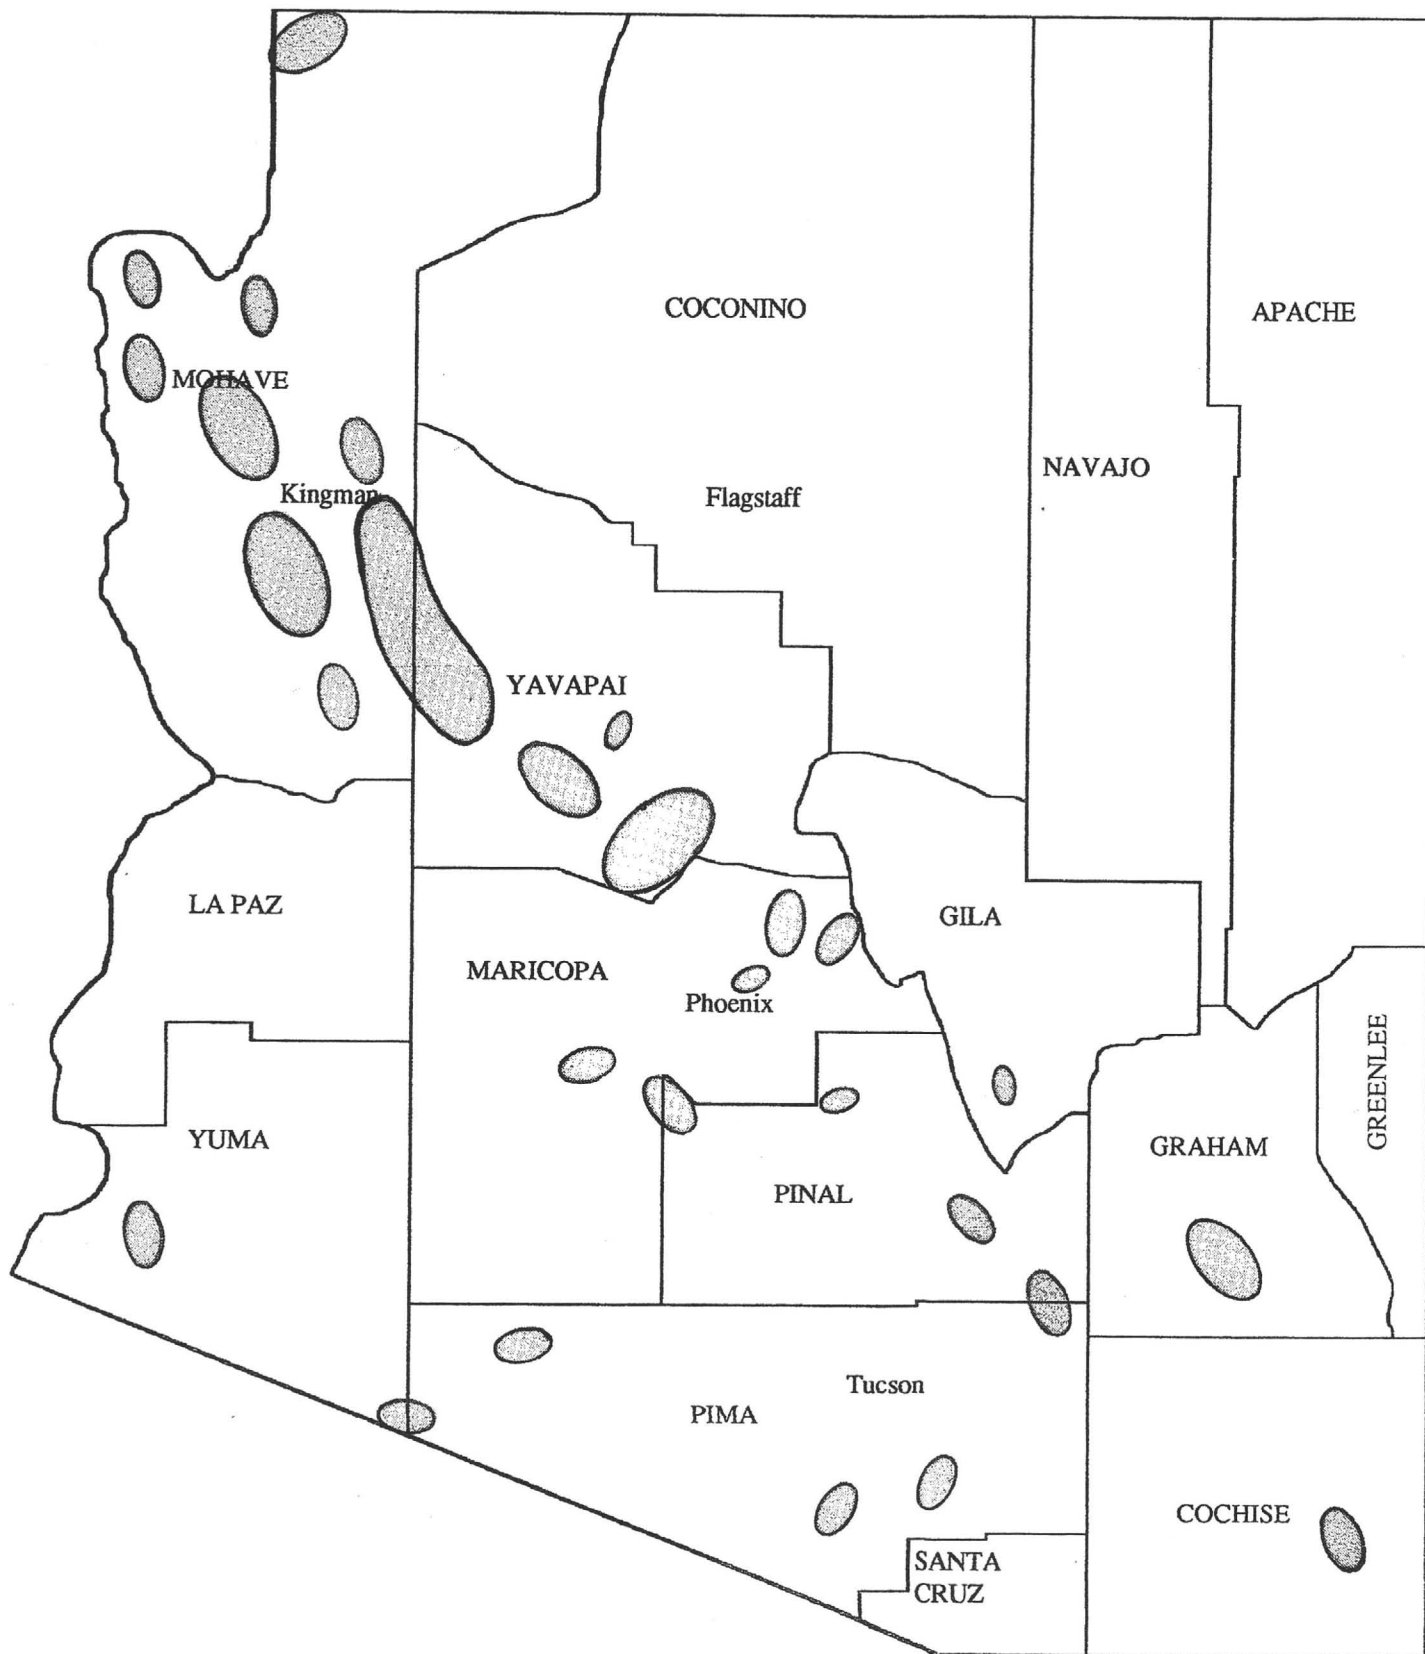 COCONINO
APACHE
MOHAVE
NAVAJO
Kingman
Flagstaff
YAVAPAI
LA PAZ
GILA
MARICOPA
Phoenix
GREENLEE
YUMA
GRAHAM
PINAL
Tucson
PIMA
COCHISE
SANTA
CRUZ